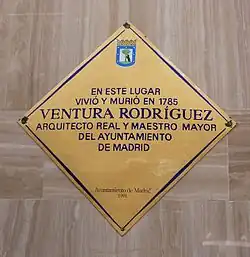 EN ESTE LUGAR
VIVIÓ Y MURIÓ EN 1785
VENTURA RODRÍGUEZ
ARQUITECTO REAL Y MAESTRO MAYOR
DEL AYUNTAMIENTO
DE MADRID
Ayuntamiento de Madrid
1991